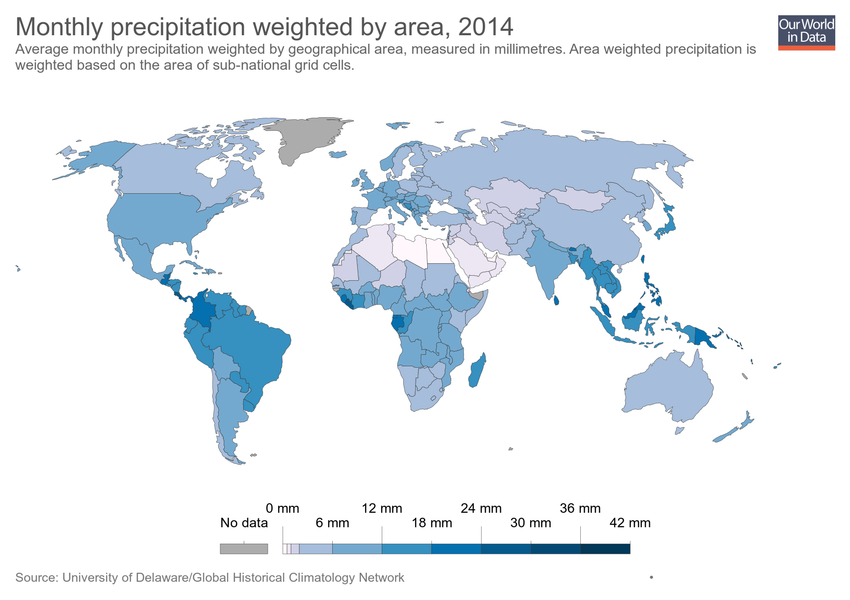 Monthly precipitation weighted by area, 2014
Average monthly precipitation weighted by geographical area, measured in millimetres. Area weighted precipitation is
weighted based on the area of sub-national grid cells.
Our World
in Data
0 mm 12 mm 24 mm 36 mm
No data 6 mm 18 mm 30 mm 42 mm
Source: University of Delaware/Global Historical Climatology Network